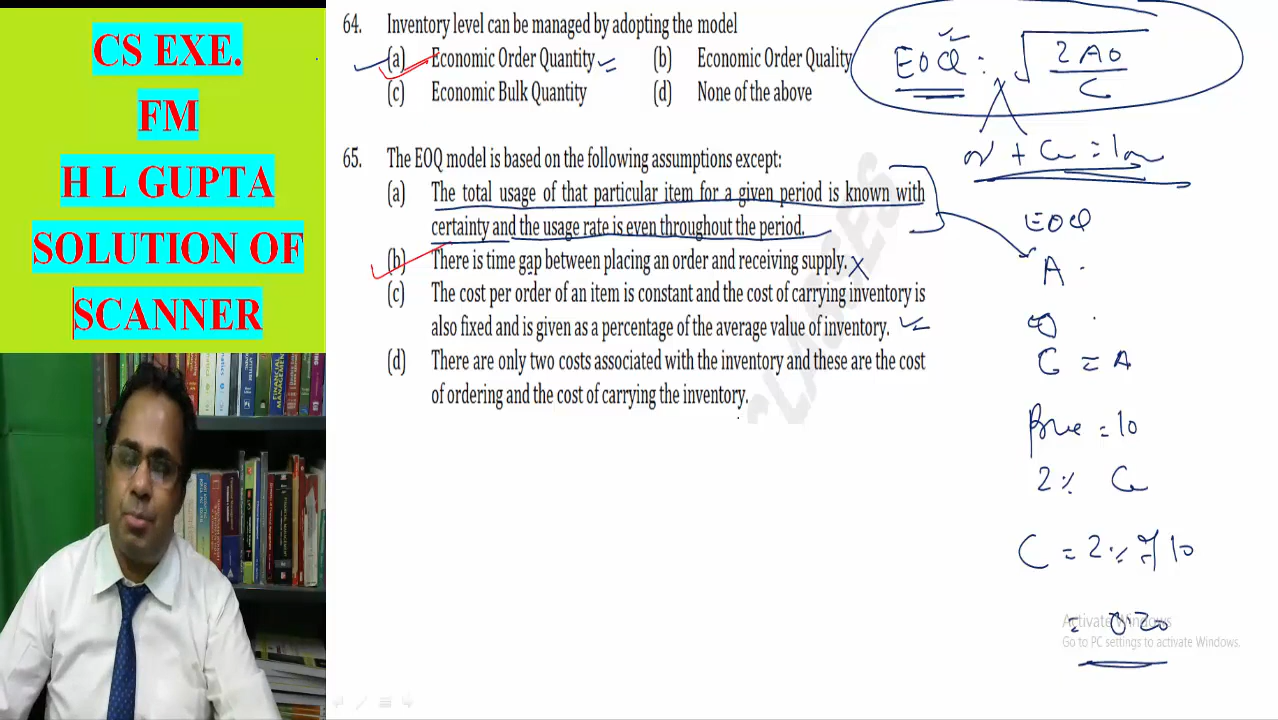 CS EXE.
FM
H L GUPTA
SOLUTION OF
SCANNER
64. Inventory level can be managed by adopting the model
(a) Economic Order Quantity (b) Economic Order Quality
(c) Economic Bulk Quantity (d) None of the above
65. The EOQ model is based on the following assumptions except:
(a) The total usage of that particular item for a given period is known with
certainty and the usage rate is even throughout the period.
(b) There is time gap between placing an order and receiving supply. X
(c) The cost per order of an item is constant and the cost of carrying inventory is
also fixed and is given as a percentage of the average value of inventory.
(d) There are only two costs associated with the inventory and these are the cost
of ordering and the cost of carrying the inventory.
CLASSES
EOQ = √ 2AO
C
EOQ
A
O
C = A
= 10
2%
C = 2% of 10
= 0.20
Activate Windows
Go to PC settings to activate Windows.